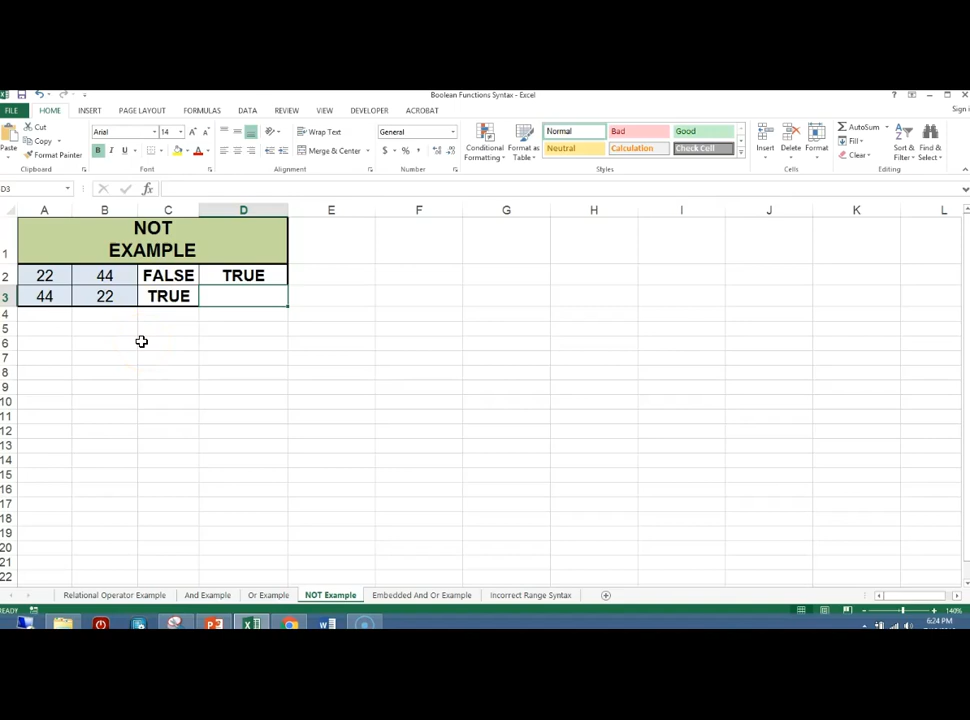 Boolean Functions Syntax - Excel
FILE HOME INSERT PAGE LAYOUT FORMULAS DATA REVIEW VIEW DEVELOPER ACROBAT Sign i
Paste
Cut
Copy
Format Painter
Clipboard
Arial 14
B I U
Font
Wrap Text
Merge & Center
Alignment
General
$ % ,
Number
Conditional Formatting
Format as Table
Normal Bad Good
Neutral Calculation Check Cell
Styles
Insert Delete Format
Cells
AutoSum
Fill
Clear
Sort & Filter
Find & Select
Editing
D3 fx
A B C D E F G H I J K L
1 NOT
EXAMPLE
2 22 44 FALSE TRUE
3 44 22 TRUE
4
5
6
7
8
9
10
11
12
13
14
15
16
17
18
19
20
21
22
Relational Operator Example And Example Or Example NOT Example Embedded And Or Example Incorrect Range Syntax
READY 140%
6:24 PM